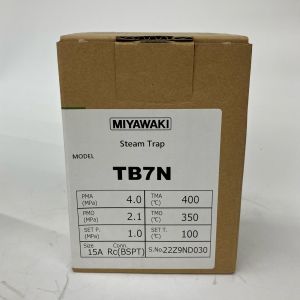 MIYAWAKI
Steam Trap
MODEL
TB7N
PMA (MPa) 4.0 TMA (℃) 400
PMO (MPa) 2.1 TMO (℃) 350
SET P. (MPa) 1.0 SET T. (℃) 100
Size 15A Conn. Rc(BSPT) S.No.22Z9ND030